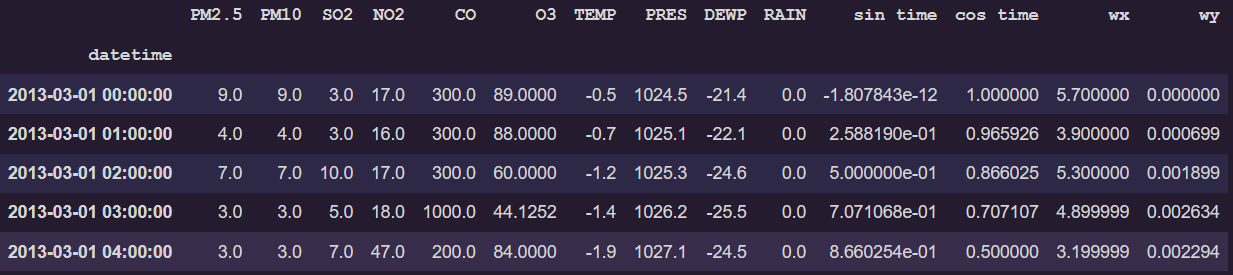 PM2.5 PM10 SO2 NO2 CO O3 TEMP PRES DEWP RAIN sin time cos time wx wy
datetime
2013-03-01 00:00:00 9.0 9.0 3.0 17.0 300.0 89.0000 -0.5 1024.5 -21.4 0.0 -1.807843e-12 1.000000 5.700000 0.000000
2013-03-01 01:00:00 4.0 4.0 3.0 16.0 300.0 88.0000 -0.7 1025.1 -22.1 0.0 2.588190e-01 0.965926 3.900000 0.000699
2013-03-01 02:00:00 7.0 7.0 10.0 17.0 300.0 60.0000 -1.2 1025.3 -24.6 0.0 5.000000e-01 0.866025 5.300000 0.001899
2013-03-01 03:00:00 3.0 3.0 5.0 18.0 1000.0 44.1252 -1.4 1026.2 -25.5 0.0 7.071068e-01 0.707107 4.899999 0.002634
2013-03-01 04:00:00 3.0 3.0 7.0 47.0 200.0 84.0000 -1.9 1027.1 -24.5 0.0 8.660254e-01 0.500000 3.199999 0.002294